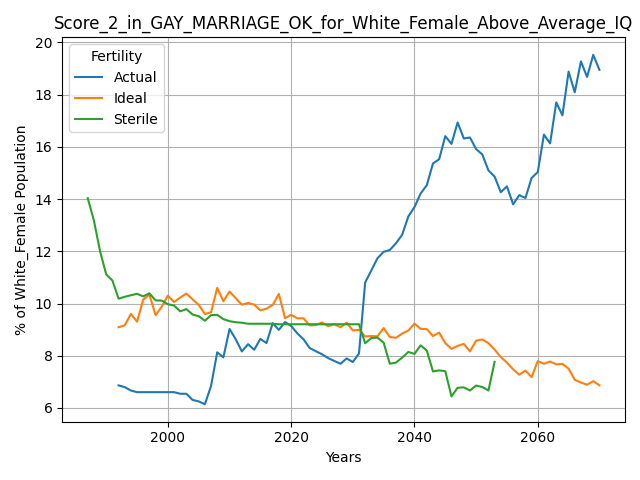 Score_2_in_GAY_MARRIAGE_OK_for_White_Female_Above_Average_IQ
Fertility
Actual
Ideal
Sterile
% of White_Female Population
20
18
16
14
12
10
8
6
2000
2020
2040
2060
Years